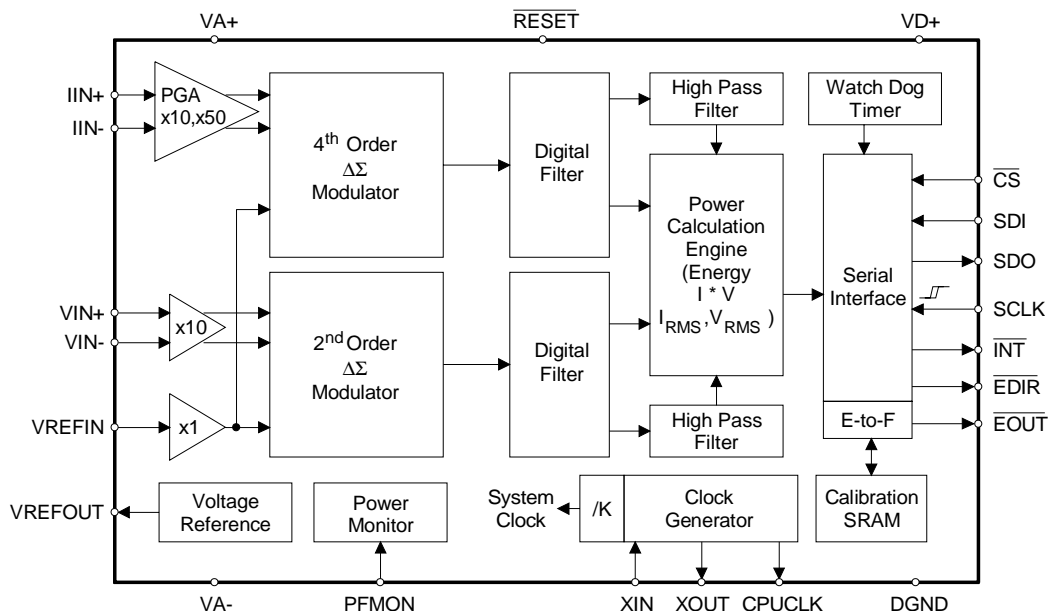 VA+
RESET
VD+
IIN+
IIN-
PGA
x10,x50
4th Order
ΔΣ
Modulator
Digital
Filter
High Pass
Filter
Watch Dog
Timer
Power
Calculation
Engine
(Energy
I * V
IRMS,VRMS )
Serial
Interface
CS
SDI
SDO
SCLK
INT
EDIR
EOUT
VIN+
VIN-
x10
2nd Order
ΔΣ
Modulator
Digital
Filter
High Pass
Filter
E-to-F
VREFIN
x1
VREFOUT
Voltage
Reference
Power
Monitor
System
Clock
/K
Clock
Generator
Calibration
SRAM
VA-
PFMON
XIN
XOUT
CPUCLK
DGND